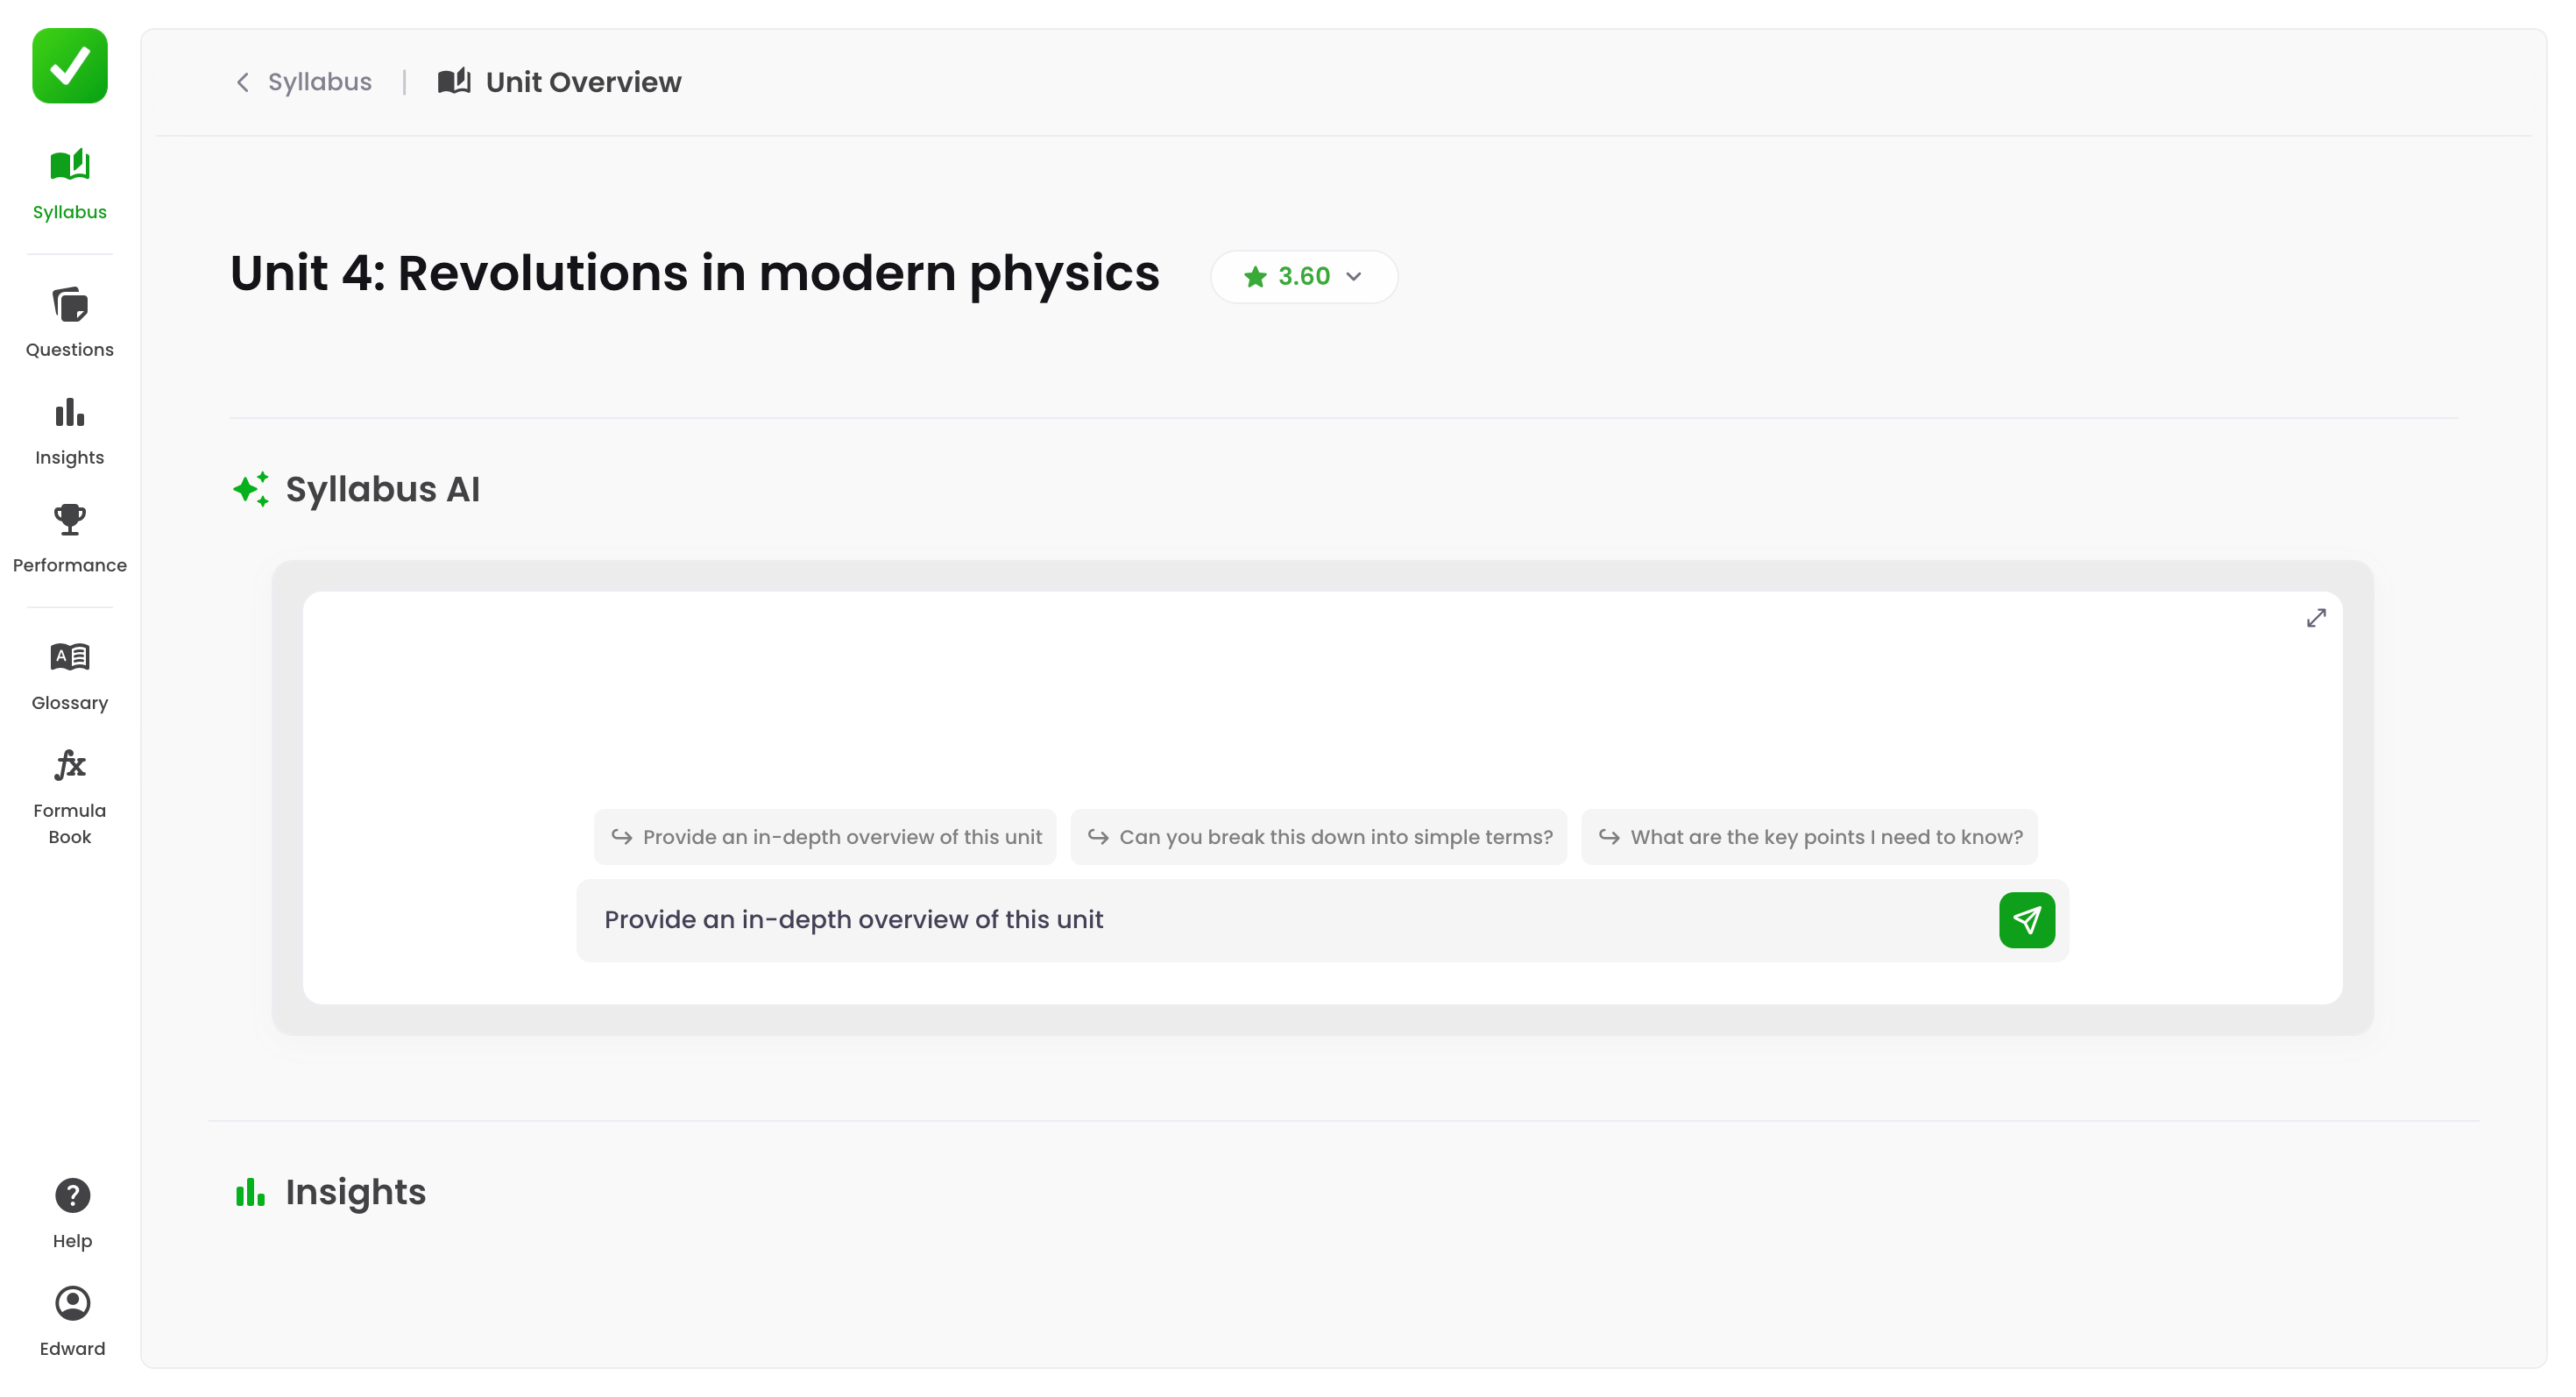 Syllabus
Questions
Insights
Performance
A
Glossary
fx
Formula
Book
?
Help
Edward
Syllabus | Unit Overview
Unit 4: Revolutions in modern physics
3.60
Syllabus AI
Provide an in-depth overview of this unit
Can you break this down into simple terms?
What are the key points I need to know?
Provide an in-depth overview of this unit
Insights